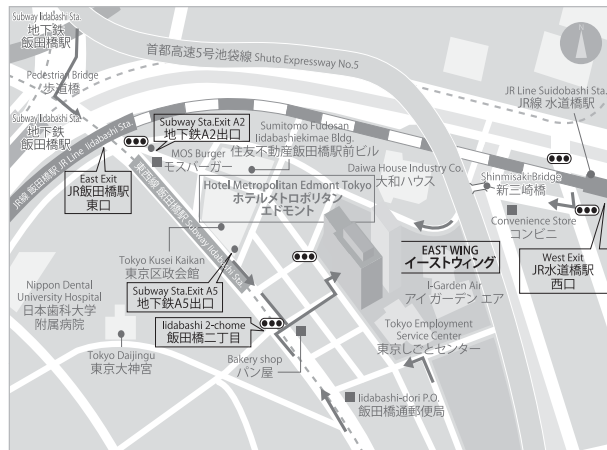 Subway Iidabashi Sta.
地下鉄
飯田橋駅
首都高速5号池袋線 Shuto Expressway No.5
N
Pedestrian Bridge
歩道橋
Subway Iidabashi Sta.
地下鉄
飯田橋駅
JR線 飯田橋駅 JR Line Iidabashi Sta.
JR Line Suidobashi Sta.
JR線 水道橋駅
Subway Sta.Exit A2
地下鉄A2出口
Sumitomo Fudosan
Iidabashiekimae Bldg.
住友不動産飯田橋駅前ビル
MOS Burger
モスバーガー
East Exit
JR飯田橋駅
東口
東西線 飯田橋駅 Subway Iidabashi Sta.
Daiwa House Industry Co.
大和ハウス
Shinmisaki Bridge
新三崎橋
Hotel Metropolitan Edmont Tokyo
ホテルメトロポリタン
エドモント
Convenience Store
コンビニ
West Exit
JR水道橋駅
西口
EAST WING
イーストウィング
Tokyo Kusei Kaikan
東京区政会館
Subway Sta.Exit A5
地下鉄A5出口
I-Garden Air
アイ ガーデン エア
Nippon Dental
University Hospital
日本歯科大学
附属病院
Iidabashi 2-chome
飯田橋二丁目
Tokyo Employment
Service Center
東京しごとセンター
Tokyo Daijingu
東京大神宮
Bakery shop
パン屋
Iidabashi-dori P.O.
飯田橋通郵便局